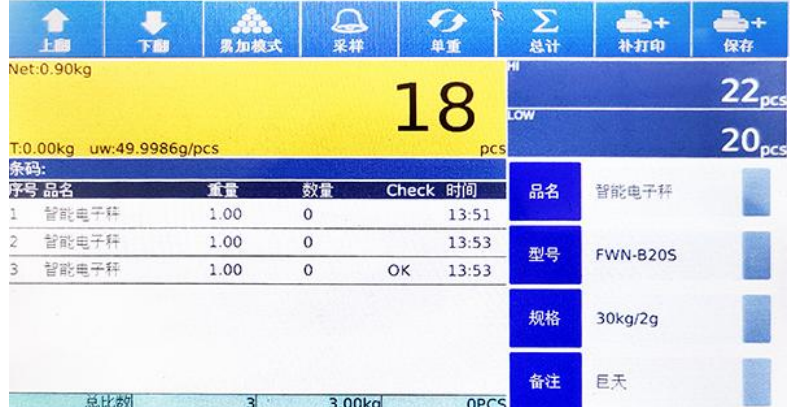 上翻 下翻 累加模式 采样 单重 总计 补打印 保存
Net:0.90kg
18
T:0.00kg uw:49.9986g/pcs pcs
HI
22pcs
LOW
20pcs
条码:
序号 品名 重量 数量 Check 时间
1 智能电子秤 1.00 0 13:51
2 智能电子秤 1.00 0 13:53
3 智能电子秤 1.00 0 OK 13:53
总比数 3 3.00kg 0PCS
品名 智能电子秤
型号 FWN-B20S
规格 30kg/2g
备注 巨天